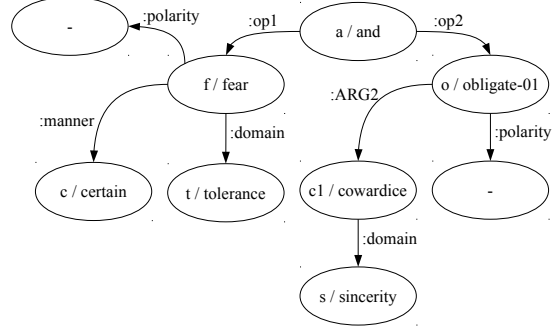 :polarity
:op1
:op2
-
a / and
f / fear
o / obligate-01
:manner
:domain
:ARG2
:polarity
c / certain
t / tolerance
c1 / cowardice
-
:domain
s / sincerity